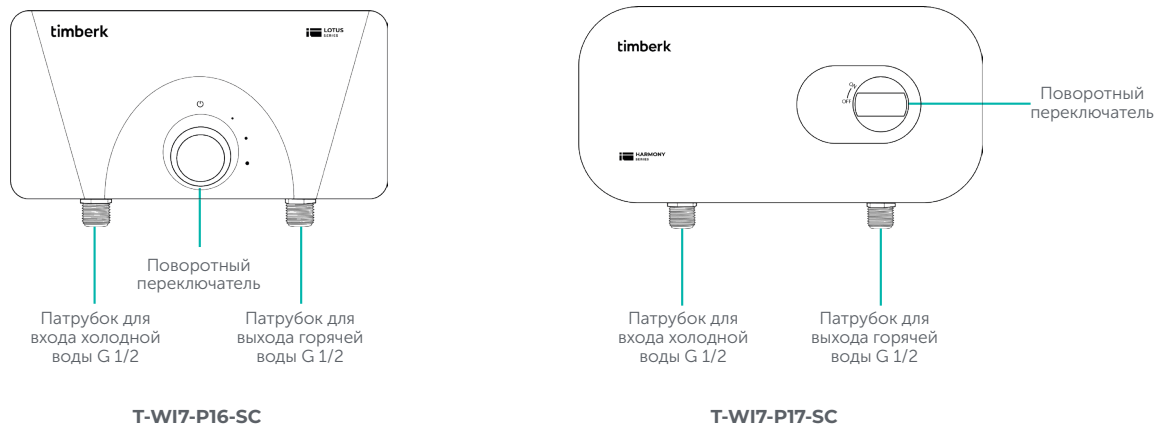 timberk
LOTUS
SERIES
Поворотный
переключатель
Патрубок для
входа холодной
воды G 1/2
Патрубок для
выхода горячей
воды G 1/2
T-WI7-P16-SC
timberk
ON
OFF
HARMONY
SERIES
Поворотный
переключатель
Патрубок для
входа холодной
воды G 1/2
Патрубок для
выхода горячей
воды G 1/2
T-WI7-P17-SC